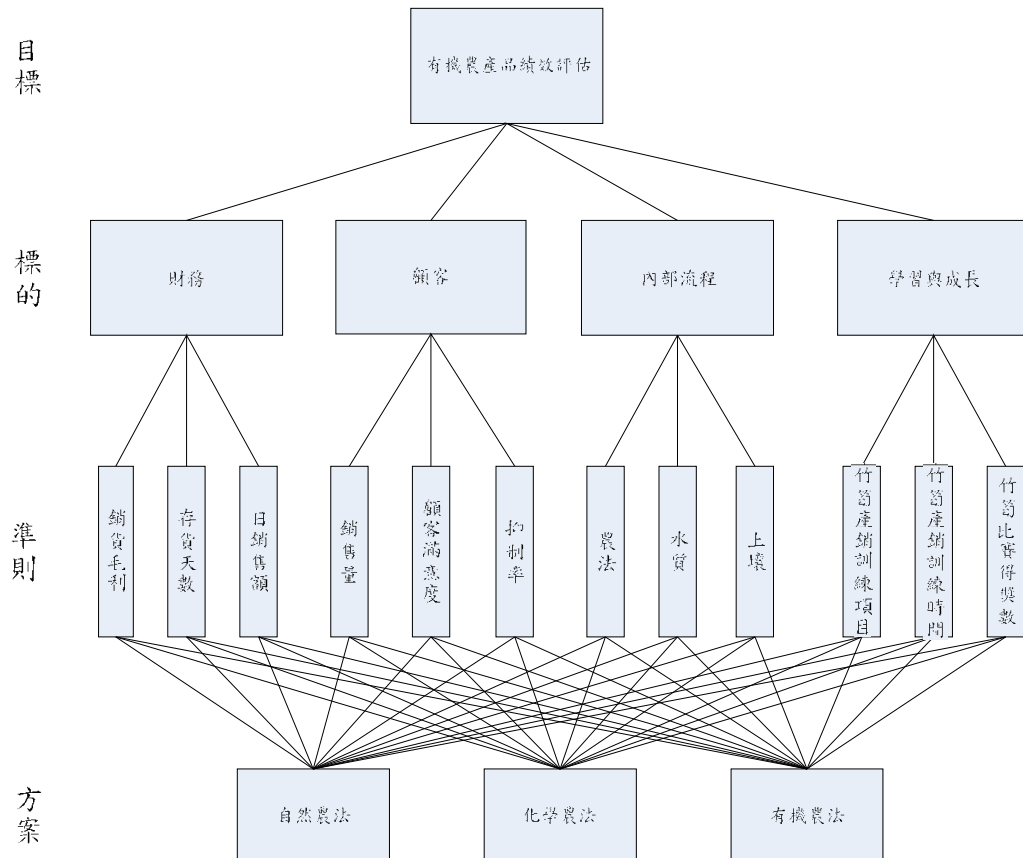 目標
有機農產品績效評估
標的
財務
顧客
內部流程
學習與成長
準則
銷貨毛利
存貨天數
日銷售額
銷售量
顧客滿意度
抑制率
農法
水質
土壤
竹筍產銷訓練項目
竹筍產銷訓練時間
竹筍比賽得獎數
方案
自然農法
化學農法
有機農法